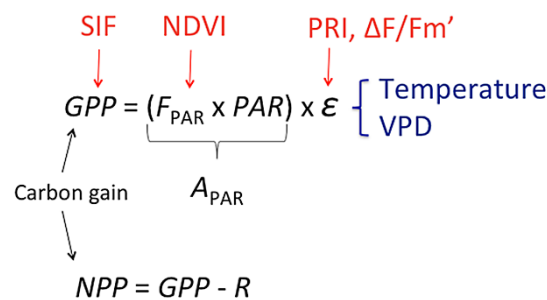 SIF NDVI PRI, ΔF/Fm’
GPP = (FPAR x PAR) x ε Temperature
VPD
APAR
Carbon gain
NPP = GPP - R